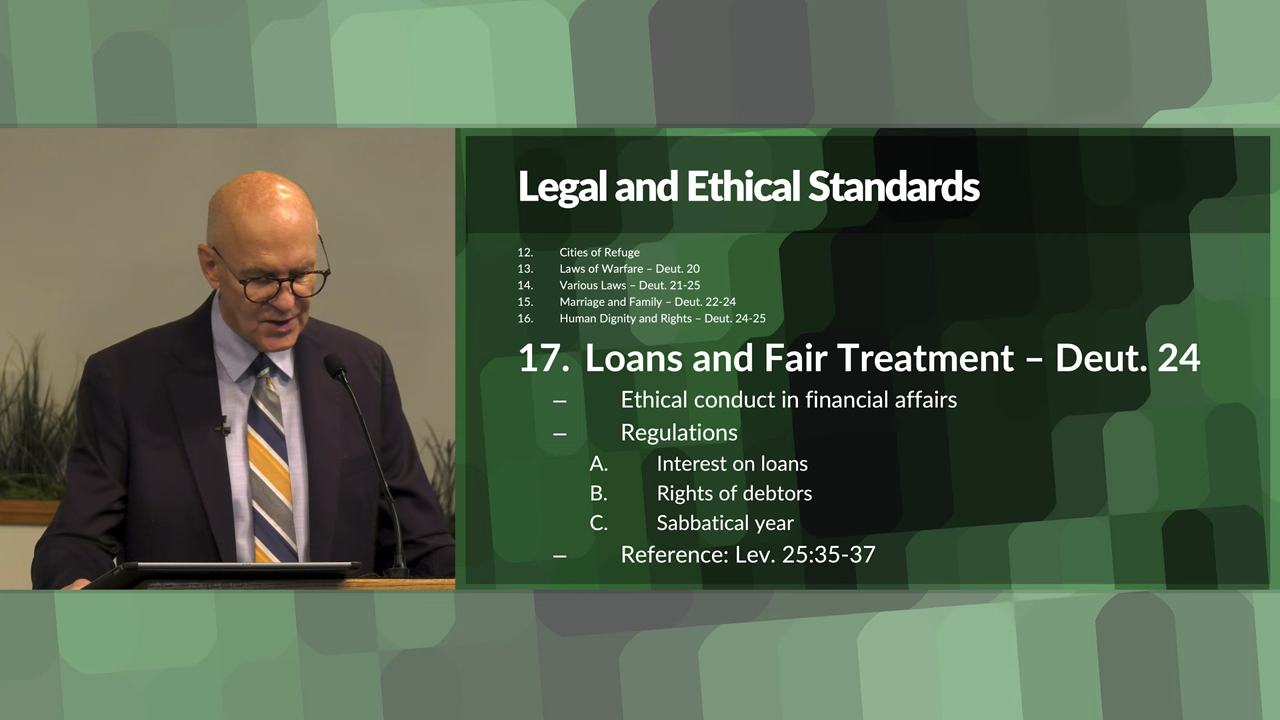 Legal and Ethical Standards
12. Cities of Refuge
13. Laws of Warfare – Deut. 20
14. Various Laws – Deut. 21-25
15. Marriage and Family – Deut. 22-24
16. Human Dignity and Rights – Deut. 24-25
17. Loans and Fair Treatment – Deut. 24
– Ethical conduct in financial affairs
– Regulations
A. Interest on loans
B. Rights of debtors
C. Sabbatical year
– Reference: Lev. 25:35-37